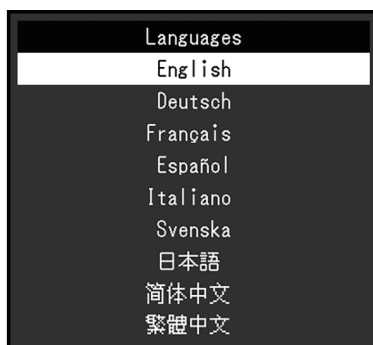 Languages
English
Deutsch
Français
Español
Italiano
Svenska
日本語
简体中文
繁體中文